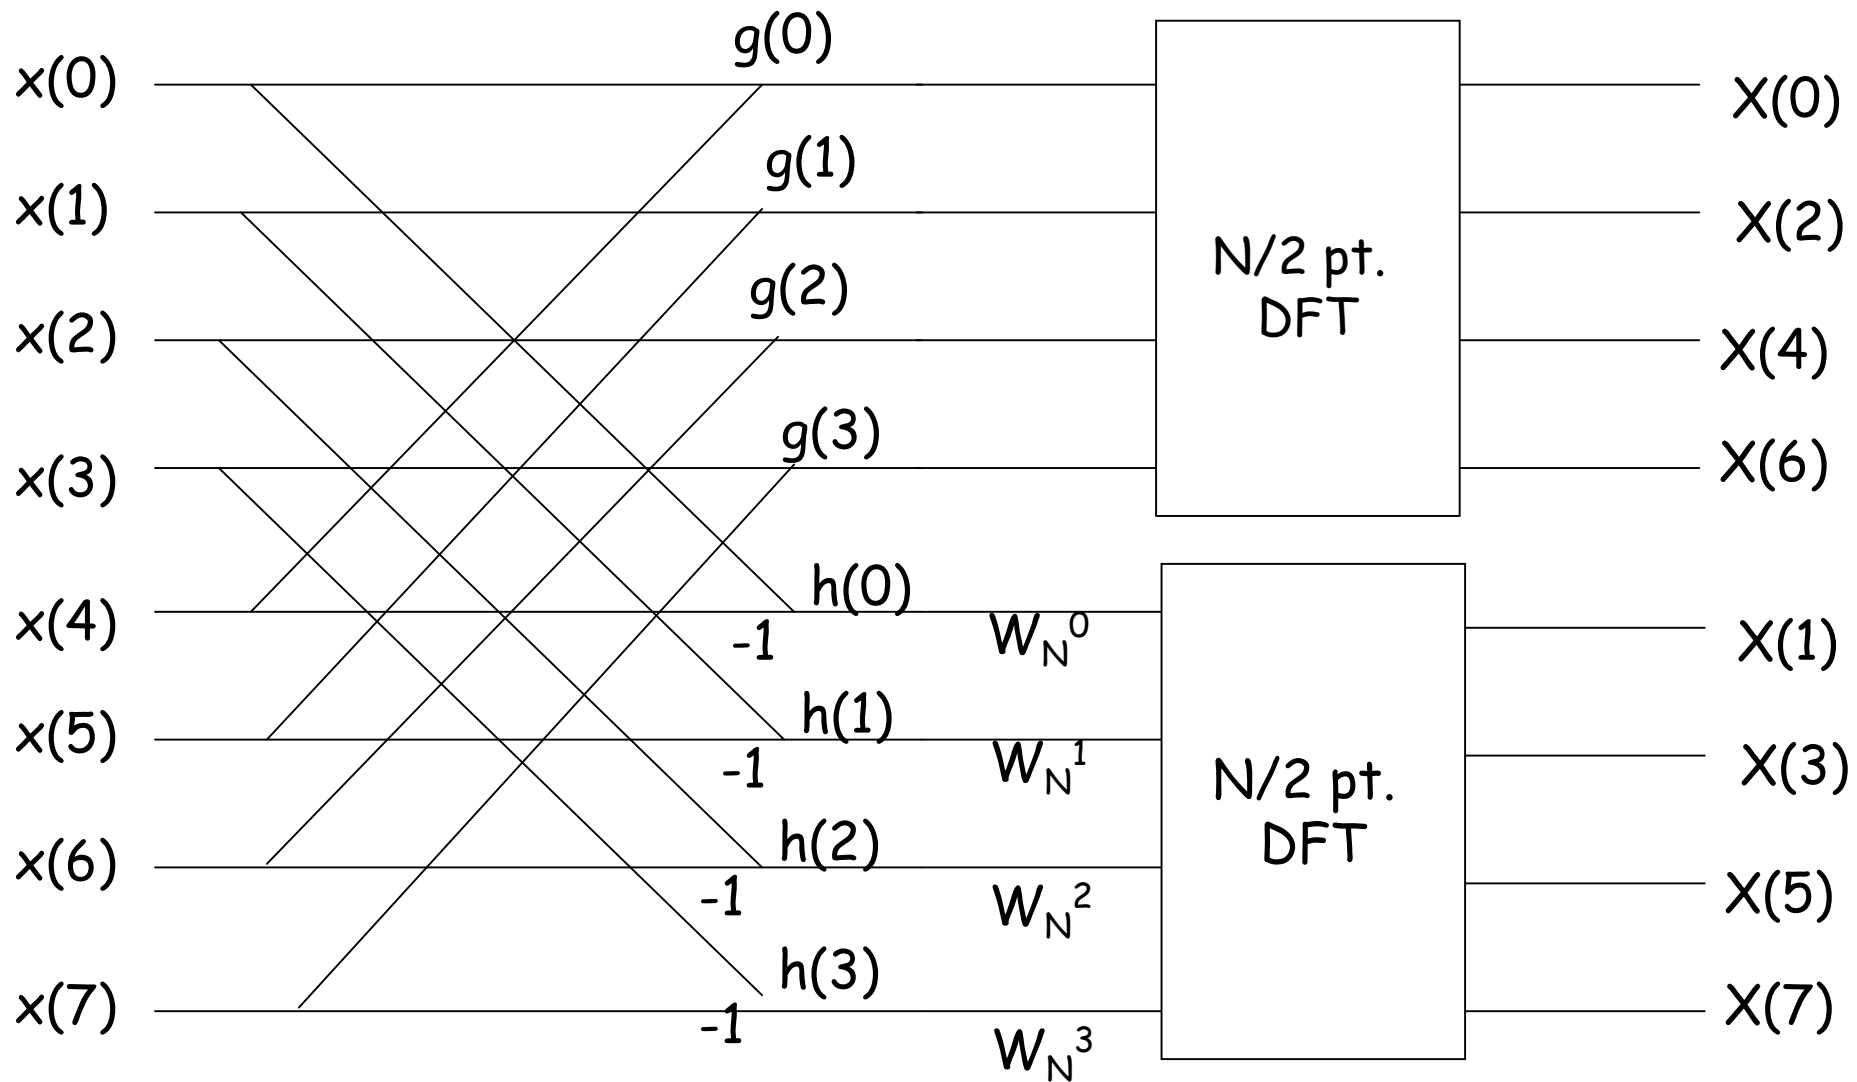 g(0)
x(0)
X(0)
g(1)
x(1)
X(2)
N/2 pt.
DFT
g(2)
x(2)
X(4)
g(3)
x(3)
X(6)
h(0)
x(4)
-1
W_N^0
X(1)
h(1)
x(5)
-1
W_N^1
X(3)
N/2 pt.
DFT
h(2)
x(6)
-1
W_N^2
X(5)
h(3)
x(7)
-1
W_N^3
X(7)